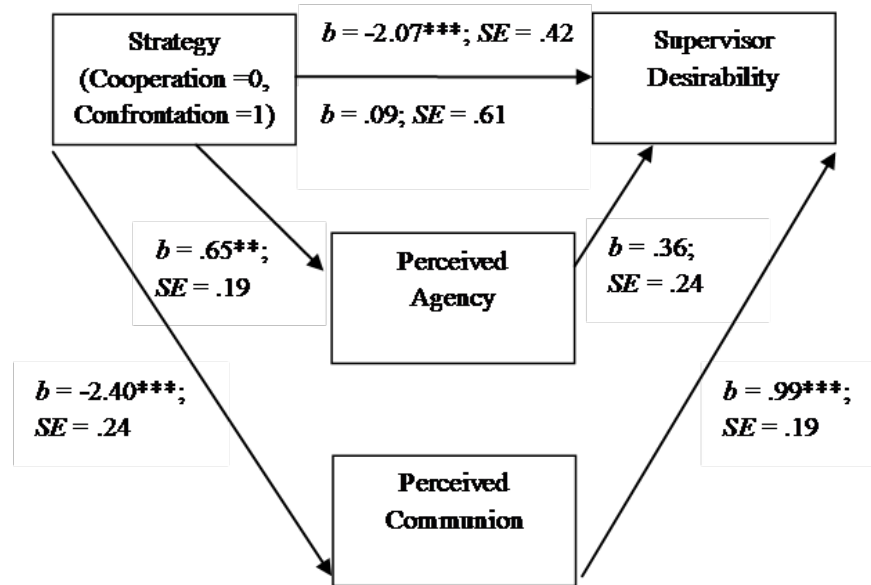 Strategy
(Cooperation =0,
Confrontation =1)
b = -2.07***; SE = .42
b = .09; SE = .61
Supervisor
Desirability
b = .65**;
SE = .19
Perceived
Agency
b = .36;
SE = .24
b = -2.40***;
SE = .24
b = .99***;
SE = .19
Perceived
Communion